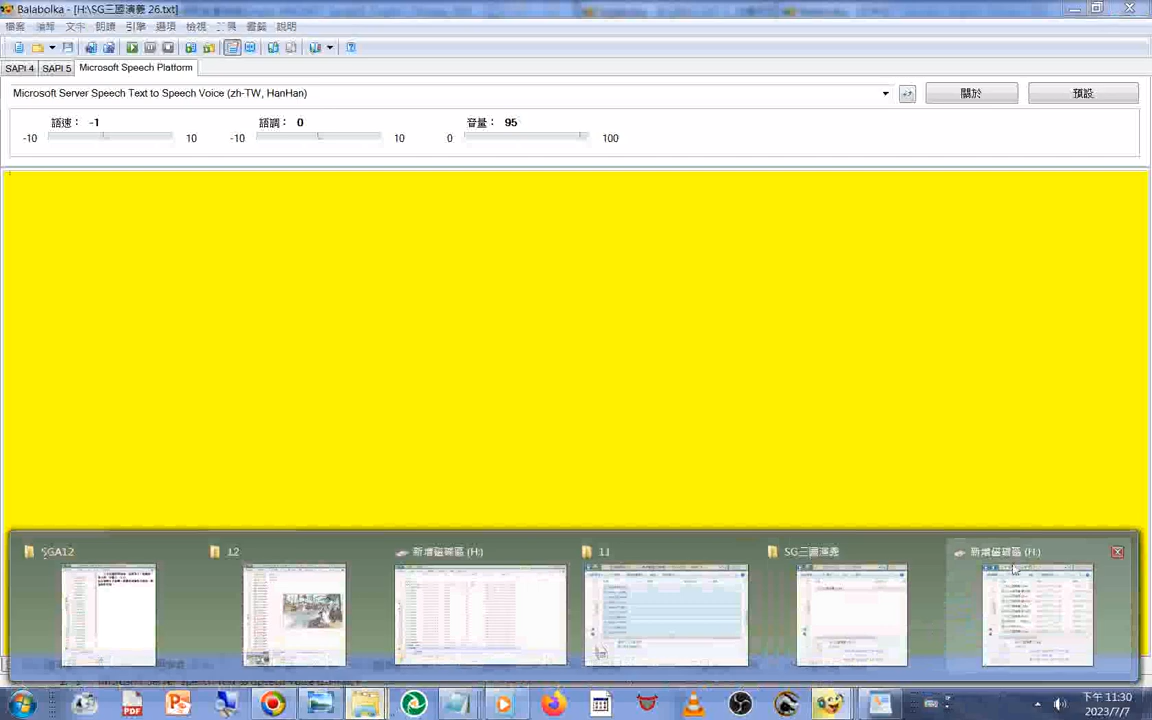 Balabolka - [H:\SG三國演義 26.txt]
檔案 編輯 文字 朗讀 引擎 選項 檢視 工具 書籤 說明
SAPI 4 SAPI 5 Microsoft Speech Platform
Microsoft Server Speech Text to Speech Voice (zh-TW, HanHan)
關於
預設
語速： -1
語調： 0
音量： 95
-10 10 -10 10 0 100
SGA12
12
新增磁碟區 (H:)
11
SG三國演義
新增磁碟區 (H:)
下午 11:30
2023/7/7